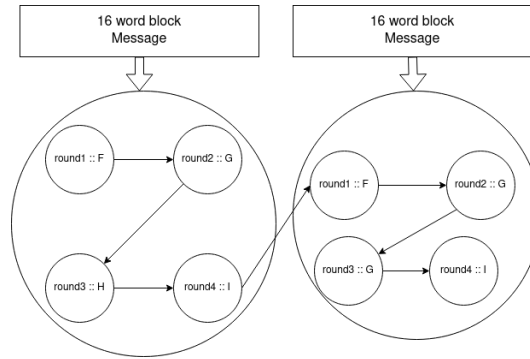 16 word block
Message
16 word block
Message
round1 :: F
round2 :: G
round3 :: H
round4 :: I
round1 :: F
round2 :: G
round3 :: G
round4 :: I